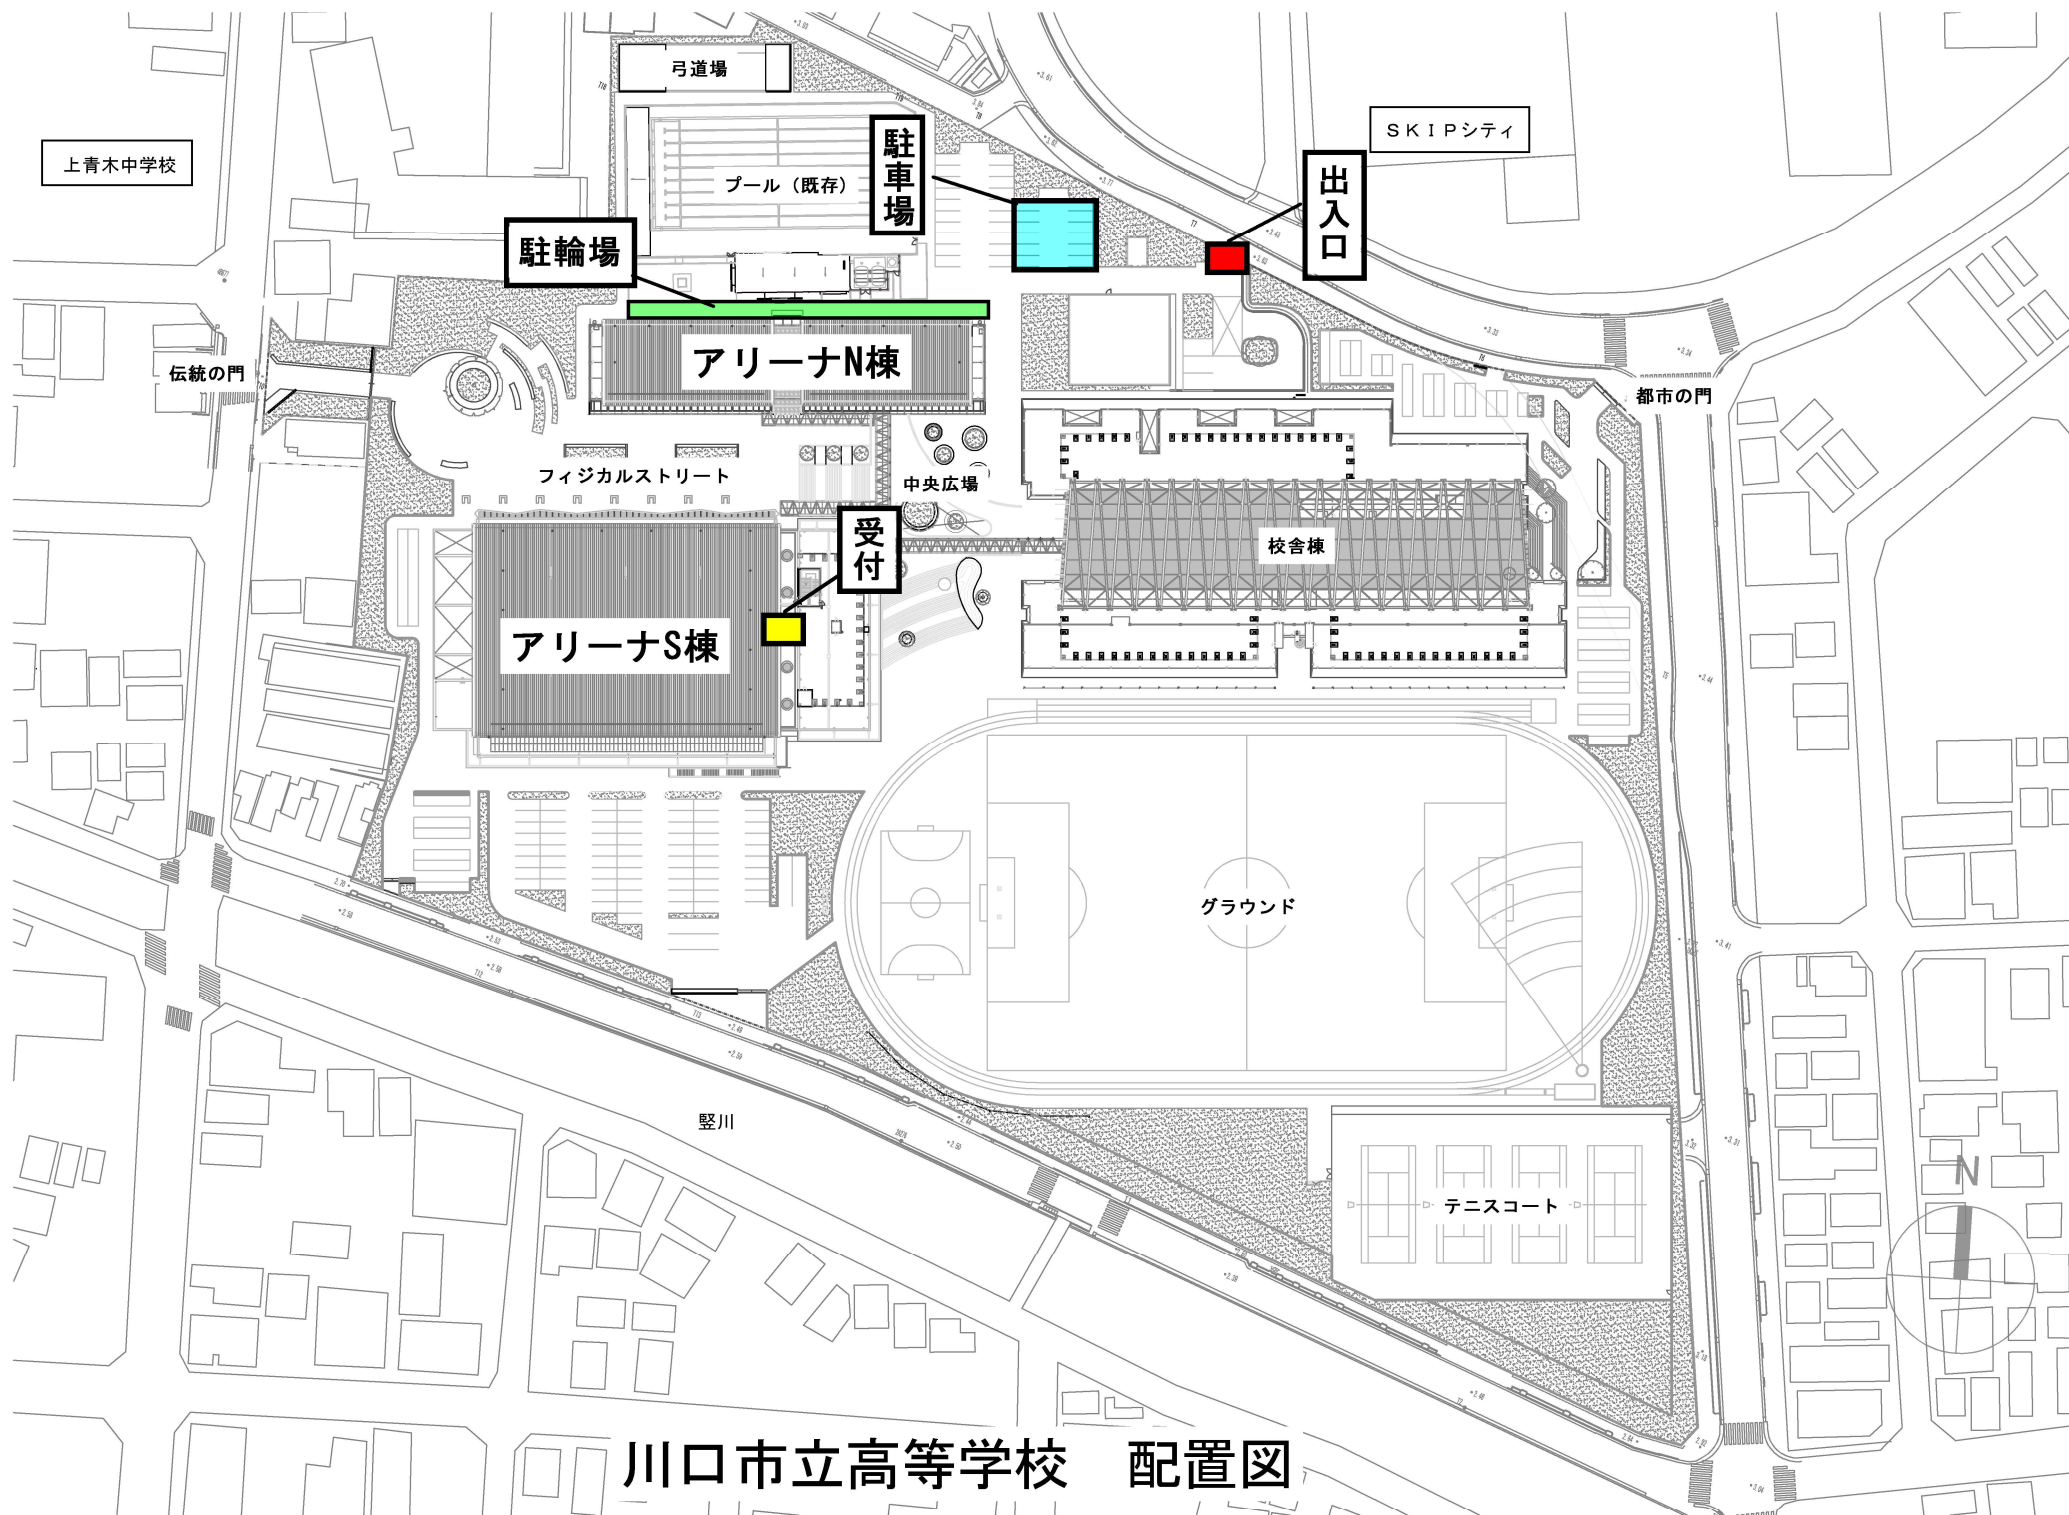 弓道場
上青木中学校
SKIPシティ
駐車場
プール（既存）
出入口
駐輪場
アリーナN棟
伝統の門
都市の門
フィジカルストリート
中央広場
受付
校舎棟
アリーナS棟
グラウンド
竪川
N
テニスコート
川口市立高等学校　配置図